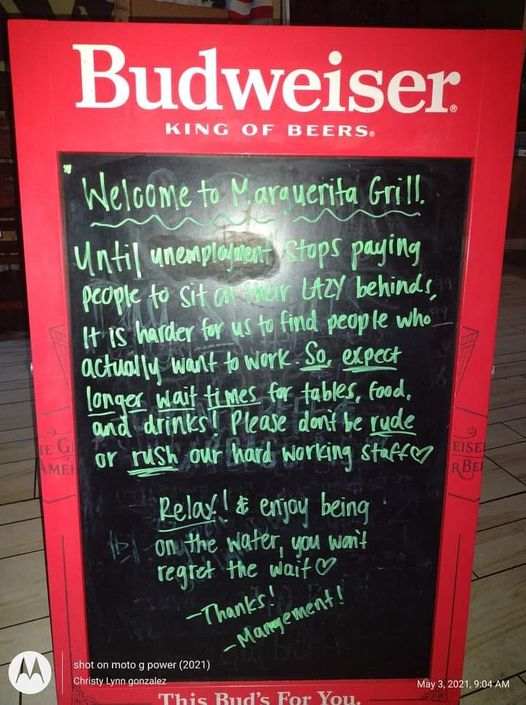 Budweiser®
KING OF BEERS®
Welcome to Marguerita Grill.
Until unemployment stops paying
people to sit on their LAZY behinds,
It is harder for us to find people who
actually want to work. So, expect
longer wait times for tables, food,
and drinks! Please don't be rude
or rush our hard working staff♡
Relax! & enjoy being
on the water, you won't
regret the wait♡
-Thanks!
-Mangement!
This Bud's For You.
shot on moto g power (2021)
Christy Lynn gonzalez
May 3, 2021, 9:04 AM